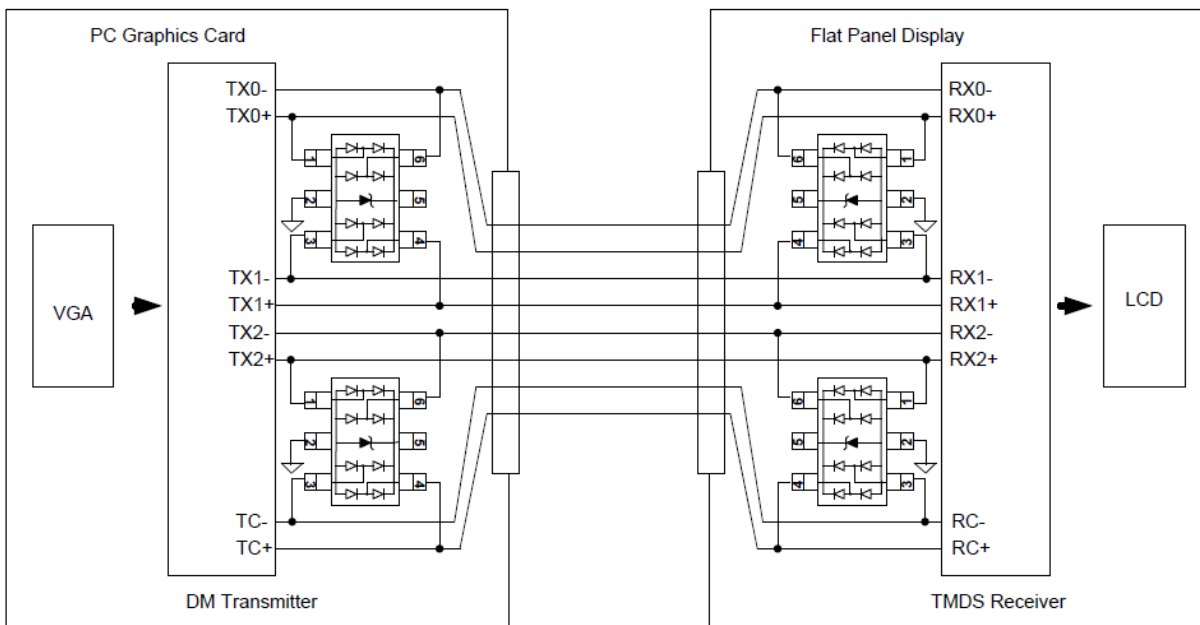 PC Graphics Card
Flat Panel Display
TX0-
RX0-
TX0+
RX0+
1
6
6
1
2
5
5
2
3
4
4
3
TX1-
RX1-
VGA
TX1+
RX1+
LCD
TX2-
RX2-
TX2+
RX2+
1
6
6
1
2
5
5
2
3
4
4
3
TC-
RC-
TC+
RC+
DM Transmitter
TMDS Receiver